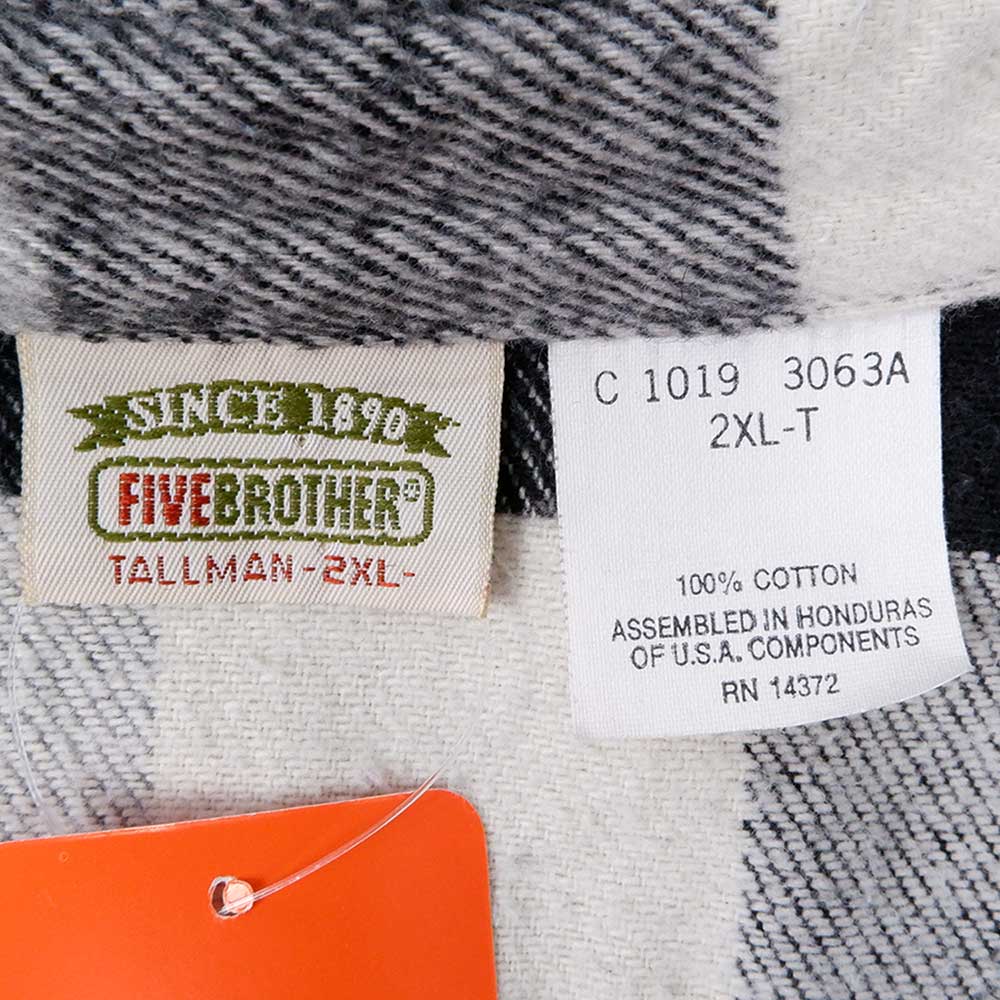 SINCE 1890
FIVEBROTHER®
TALLMAN-2XL-
C 1019 3063A
2XL-T
100% COTTON
ASSEMBLED IN HONDURAS
OF U.S.A. COMPONENTS
RN 14372